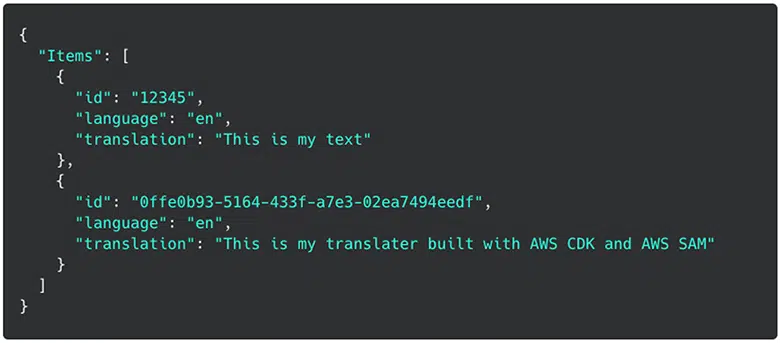 {
  "Items": [
    {
      "id": "12345",
      "language": "en",
      "translation": "This is my text"
    },
    {
      "id": "0ffe0b93-5164-433f-a7e3-02ea7494eedf",
      "language": "en",
      "translation": "This is my translater built with AWS CDK and AWS SAM"
    }
  ]
}